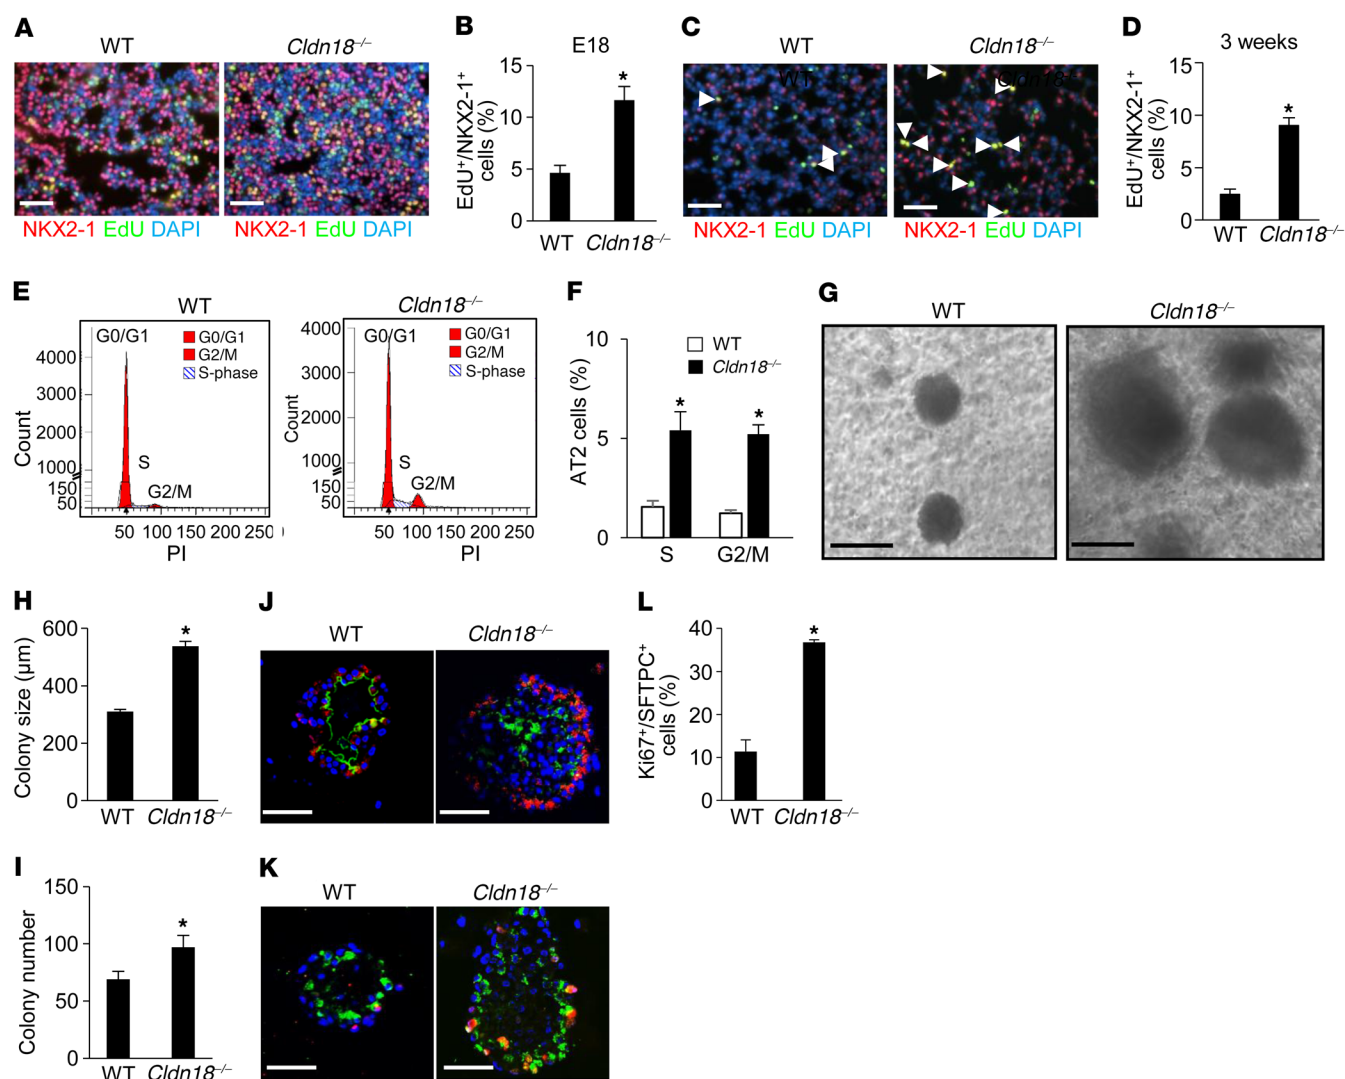 A
WT
Cldn18–/–
NKX2-1 EdU DAPI
NKX2-1 EdU DAPI
B
E18
EdU+/NKX2-1+
cells (%)
15
10
5
0
*
WT
Cldn18–/–
C
WT
Cldn18–/–
WT
Cldn18
NKX2-1 EdU DAPI
NKX2-1 EdU DAPI
D
3 weeks
EdU+/NKX2-1+
cells (%)
15
10
5
0
*
WT
Cldn18–/–
E
WT
G0/G1
G0/G1
G2/M
S-phase
Count
4000
3000
2000
1000
150
50
S
G2/M
50 100 150 200 250
PI
Cldn18–/–
G0/G1
G0/G1
G2/M
S-phase
Count
4000
3000
2000
1000
150
50
S
G2/M
50 100 150 200 250
PI
F
AT2 cells (%)
10
5
0
WT
Cldn18–/–
*
*
S
G2/M
G
WT
Cldn18–/–
H
Colony size (µm)
600
400
200
0
*
WT
Cldn18–/–
J
WT
Cldn18–/–
L
Ki67+/SFTPC+
cells (%)
40
30
20
10
0
*
WT
Cldn18–/–
I
Colony number
150
100
50
0
*
WT
Cldn18–/–
K
WT
Cldn18–/–